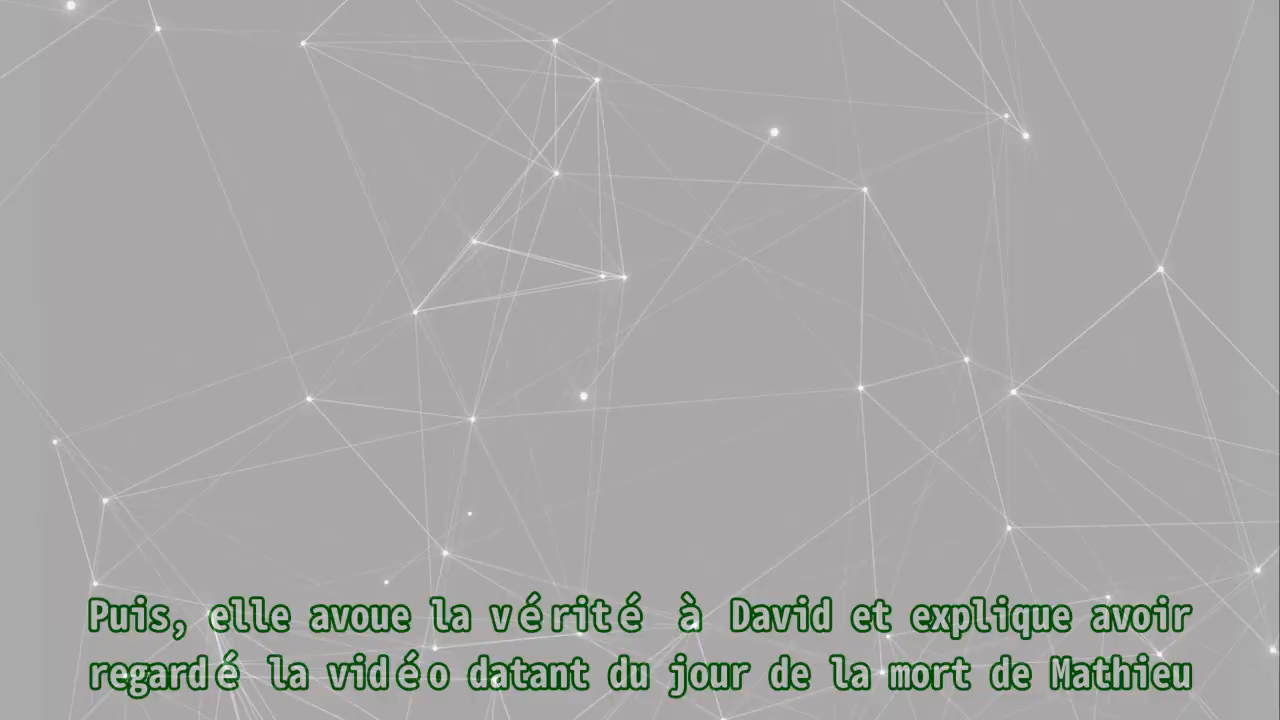 Puis, elle avoue la vérité à David et explique avoir
regardé la vidéo datant du jour de la mort de Mathieu